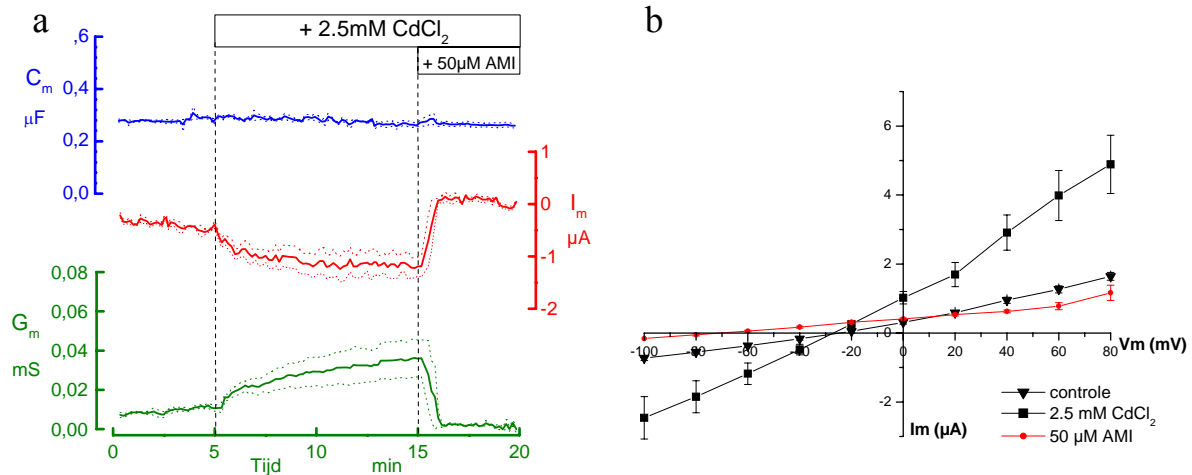 a
+ 2.5mM CdCl2
+ 50µM AMI
,6
0,4
0,2
0,0
Cm
µF
1
0
-1
-2
Im
µA
0,08
0,06
0,04
0,02
0,00
Gm
mS
0 5 10 15 20
Tijd min
b
6
4
2
-2
-100 -80 -60 -40 -20 0 20 40 60 80
Vm (mV)
Im (µA)
controle
2.5 mM CdCl2
50 µM AMI